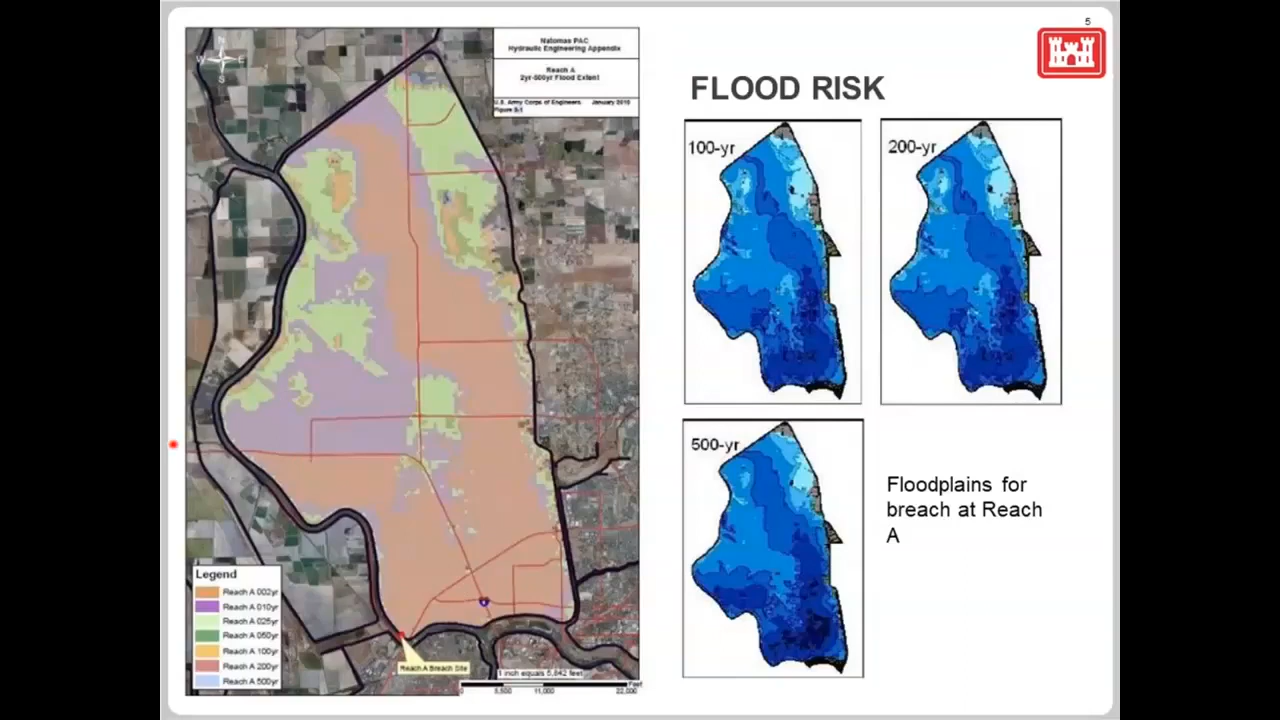 5
Natomas PAC
Hydraulic Engineering Appendix
Reach A
2yr-500yr Flood Extent
U.S. Army Corps of Engineers January 2010
FLOOD RISK
100-yr
200-yr
500-yr
Floodplains for
breach at Reach
A
N
W E
S
Legend
Reach A 002yr
Reach A 010yr
Reach A 025yr
Reach A 050yr
Reach A 100yr
Reach A 200yr
Reach A 500yr
Reach A Breach Site
1 inch equals 5,842 feet
Feet
0 5,500 11,000 22,000